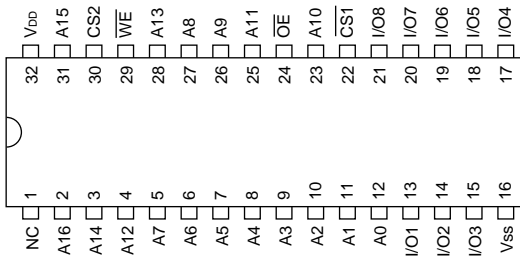 VDD A15 CS2 WE A13 A8 A9 A11 OE A10 CS1 I/O8 I/O7 I/O6 I/O5 I/O4
32 31 30 29 28 27 26 25 24 23 22 21 20 19 18 17
1 2 3 4 5 6 7 8 9 10 11 12 13 14 15 16
NC A16 A14 A12 A7 A6 A5 A4 A3 A2 A1 A0 I/O1 I/O2 I/O3 Vss